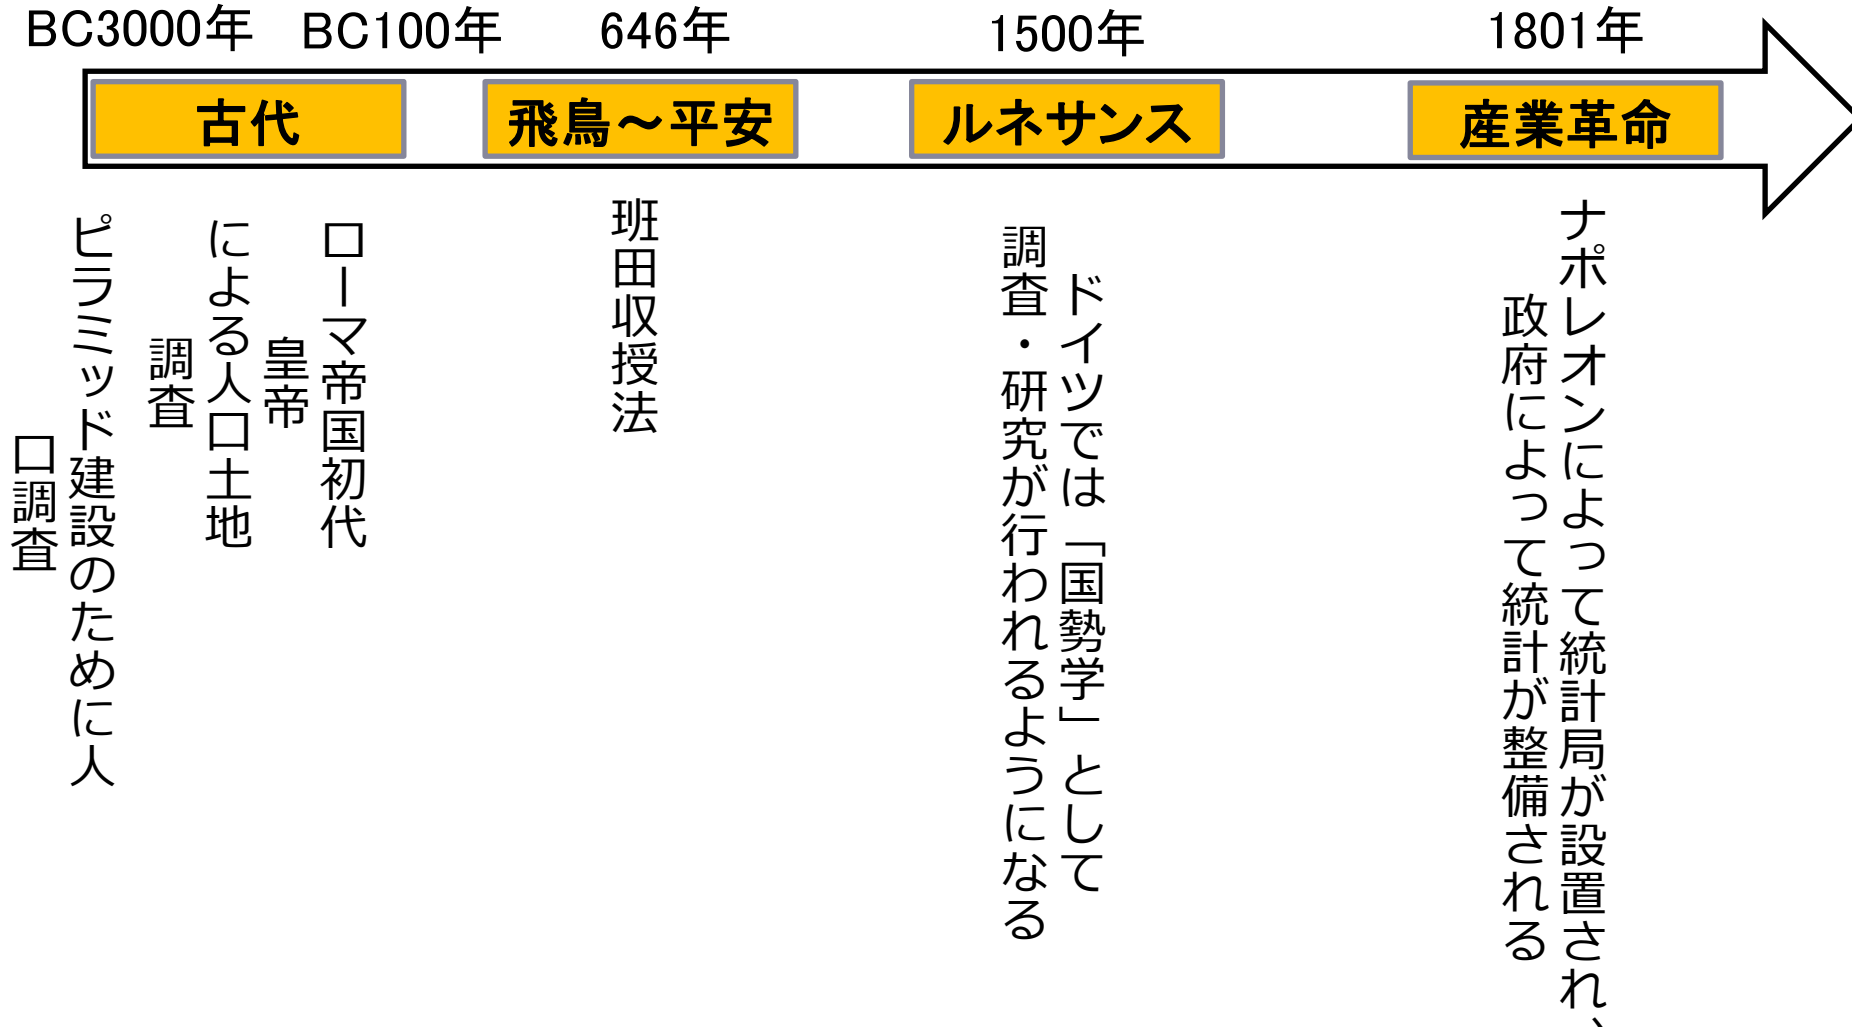 BC3000年
BC100年
646年
1500年
1801年
古代
飛鳥～平安
ルネサンス
産業革命
ピラミッド建設のために人
口調査
ローマ帝国初代
皇帝
による人口土地
調査
班田収授法
ドイツでは「国勢学」として
調査・研究が行われるようになる
ナポレオンによって統計局が設置され、
政府によって統計が整備される